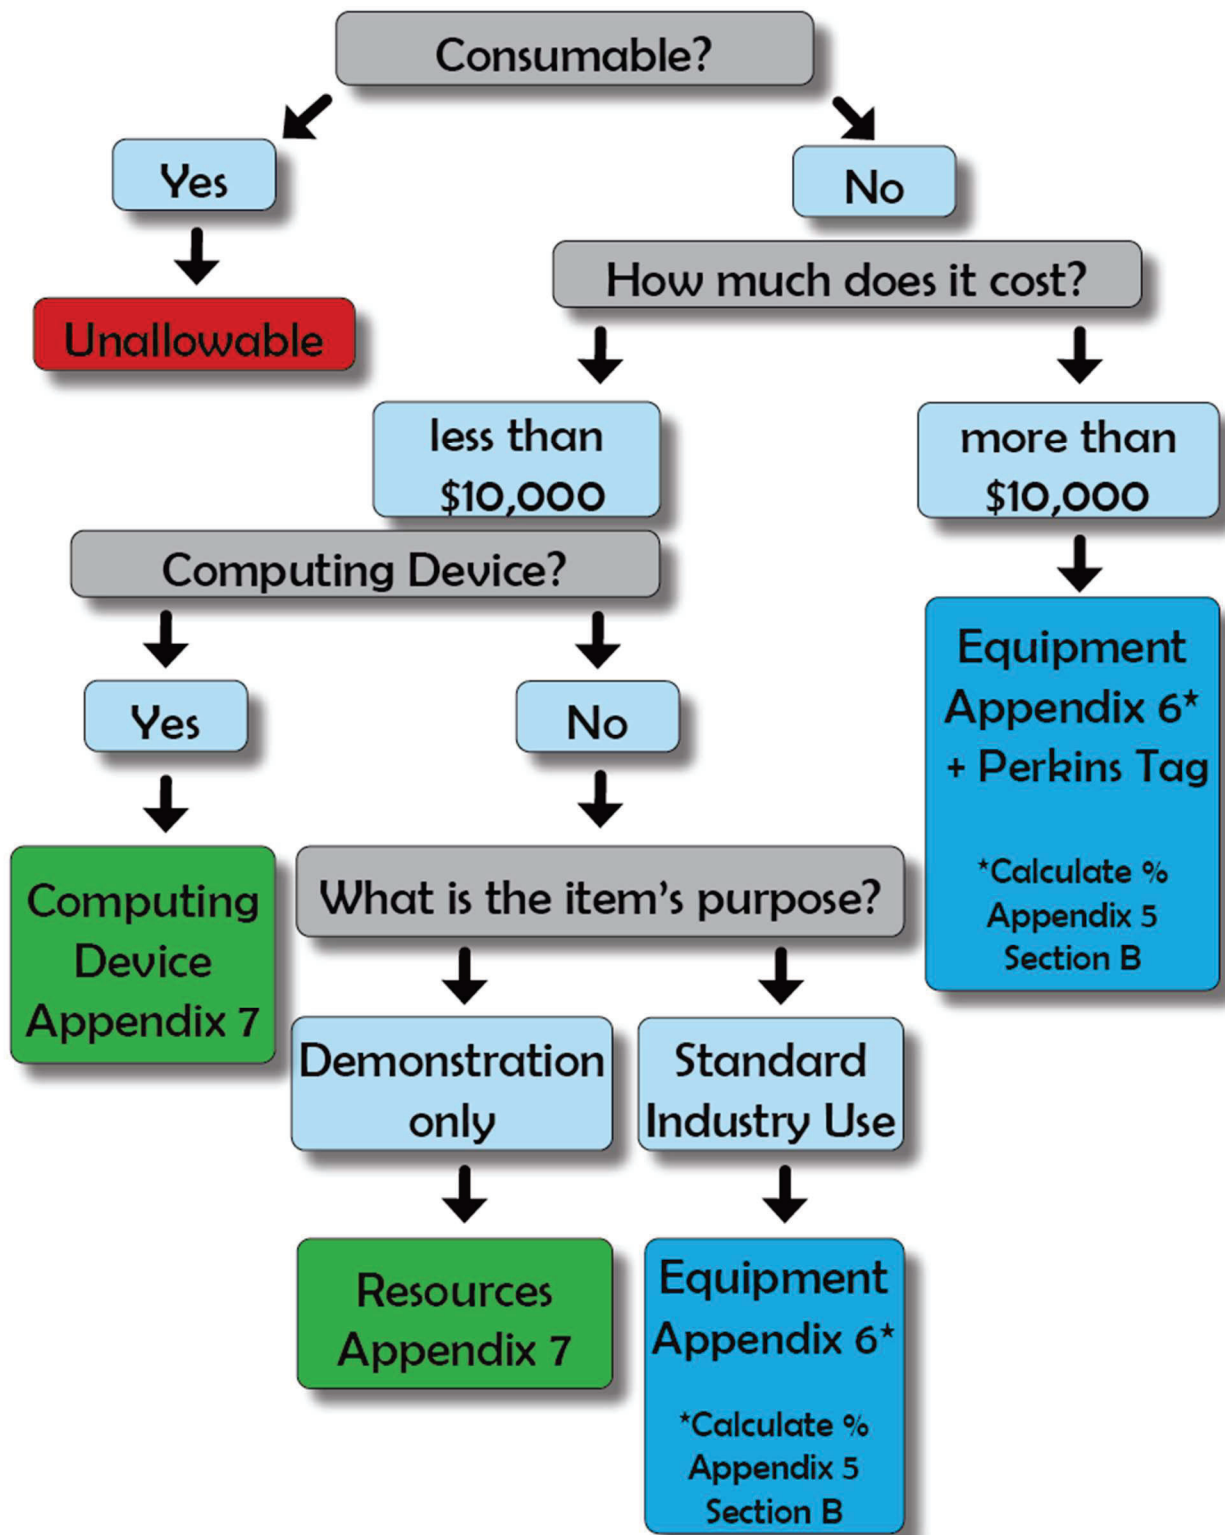 Consumable?
Yes
No
Unallowable
How much does it cost?
less than
$10,000
more than
$10,000
Computing Device?
Yes
No
Equipment
Appendix 6*
+ Perkins Tag
*Calculate %
Appendix 5
Section B
Computing
Device
Appendix 7
What is the item’s purpose?
Demonstration
only
Standard
Industry Use
Resources
Appendix 7
Equipment
Appendix 6*
*Calculate %
Appendix 5
Section B